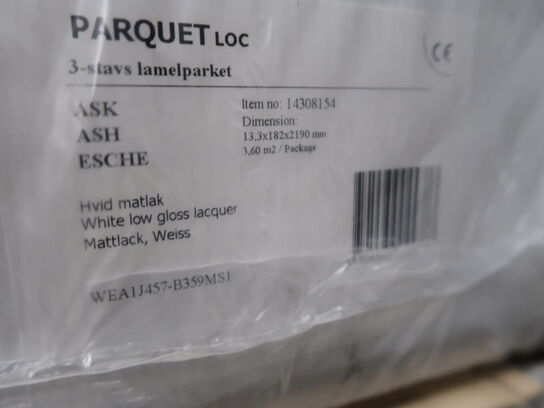 PARQUET LOC
CE
3-stavs lamelparket
ASK
ASH
ESCHE
Item no: 14308154
Dimension:
13,3x182x2190 mm
3,60 m2 / Package
Hvid matlak
White low gloss lacquer
Mattlack, Weiss
WEA1J457-B359MS1